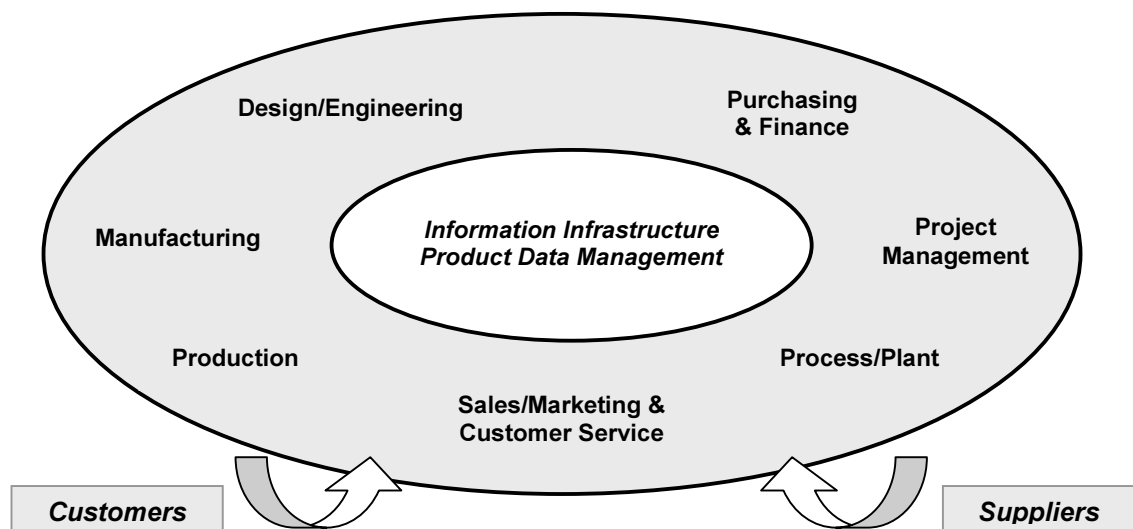 Design/Engineering
Purchasing
& Finance
Manufacturing
Information Infrastructure
Product Data Management
Project
Management
Production
Process/Plant
Sales/Marketing &
Customer Service
Customers
Suppliers